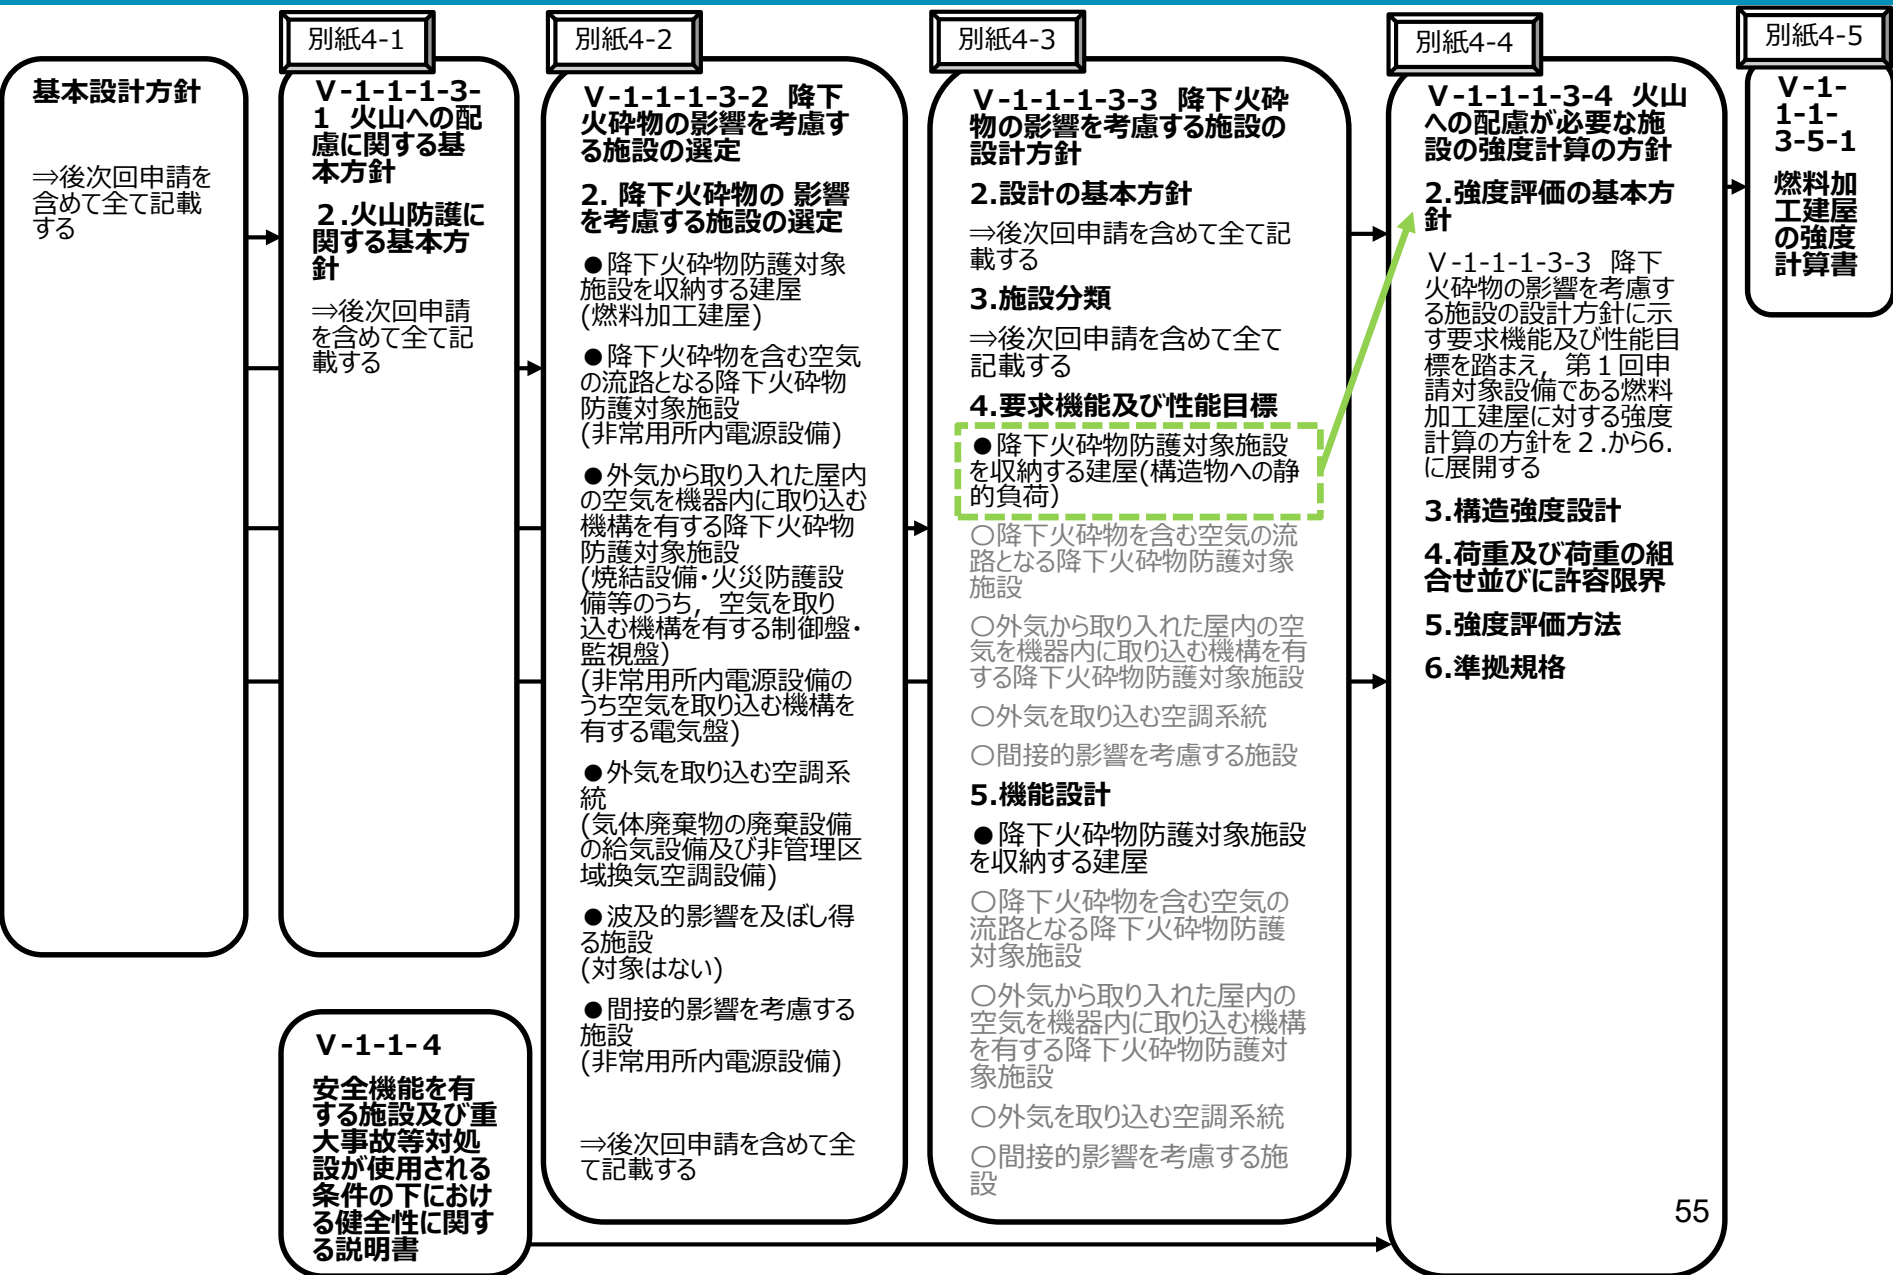 基本設計方針
⇒後次回申請を
含めて全て記載
する
別紙4-1
Ⅴ-1-1-1-3-
1 火山への配
慮に関する基
本方針
２.火山防護に
関する基本方
針
⇒後次回申請
を含めて全て記
載する
Ⅴ-1-1-４
安全機能を有
する施設及び重
大事故等対処
設が使用される
条件の下におけ
る健全性に関す
る説明書
別紙4-2
Ⅴ-1-1-1-3-2 降下
火砕物の影響を考慮す
る施設の選定
2. 降下火砕物の 影響
を考慮する施設の選定
●降下火砕物防護対象
施設を収納する建屋
(燃料加工建屋)
●降下火砕物を含む空気
の流路となる降下火砕物
防護対象施設
(非常用所内電源設備)
●外気から取り入れた屋内
の空気を機器内に取り込む
機構を有する降下火砕物
防護対象施設
(焼結設備・火災防護設
備等のうち，空気を取り
込む機構を有する制御盤・
監視盤)
(非常用所内電源設備の
うち空気を取り込む機構を
有する電気盤)
●外気を取り込む空調系
統
(気体廃棄物の廃棄設備
の給気設備及び非管理区
域換気空調設備)
●波及的影響を及ぼし得
る施設
(対象はない)
●間接的影響を考慮する
施設
(非常用所内電源設備)
⇒後次回申請を含めて全
て記載する
別紙4-3
Ⅴ-1-1-1-3-3 降下火砕
物の影響を考慮する施設の
設計方針
2.設計の基本方針
⇒後次回申請を含めて全て記
載する
3.施設分類
⇒後次回申請を含めて全て
記載する
4.要求機能及び性能目標
●降下火砕物防護対象施設
を収納する建屋(構造物への静
的負荷）
○降下火砕物を含む空気の流
路となる降下火砕物防護対象
施設
○外気から取り入れた屋内の空
気を機器内に取り込む機構を有
する降下火砕物防護対象施設
○外気を取り込む空調系統
○間接的影響を考慮する施設
5.機能設計
●降下火砕物防護対象施設
を収納する建屋
○降下火砕物を含む空気の
流路となる降下火砕物防護
対象施設
○外気から取り入れた屋内の
空気を機器内に取り込む機構
を有する降下火砕物防護対
象施設
○外気を取り込む空調系統
○間接的影響を考慮する施
設
別紙4-4
Ⅴ-1-1-1-3-4 火山
への配慮が必要な施
設の強度計算の方針
2.強度評価の基本方
針
Ⅴ-1-1-1-3-3 降下
火砕物の影響を考慮す
る施設の設計方針に示
す要求機能及び性能目
標を踏まえ，第１回申
請対象設備である燃料
加工建屋に対する強度
計算の方針を２.から6.
に展開する
3.構造強度設計
4.荷重及び荷重の組
合せ並びに許容限界
5.強度評価方法
6.準拠規格
別紙4-5
Ⅴ-1-
1-1-
3-5-1
燃料加
工建屋
の強度
計算書
55